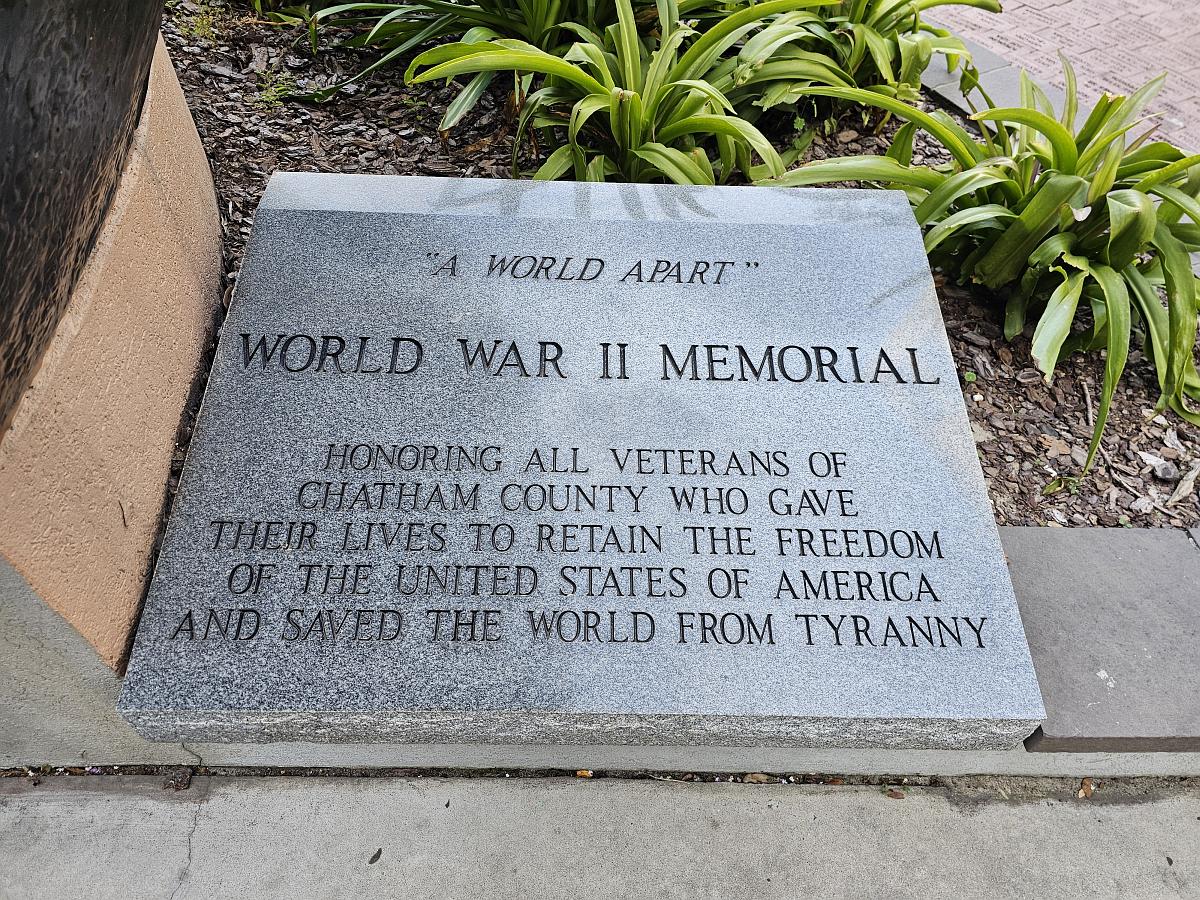 "A WORLD APART"
WORLD WAR II MEMORIAL
HONORING ALL VETERANS OF
CHATHAM COUNTY WHO GAVE
THEIR LIVES TO RETAIN THE FREEDOM
OF THE UNITED STATES OF AMERICA
AND SAVED THE WORLD FROM TYRANNY